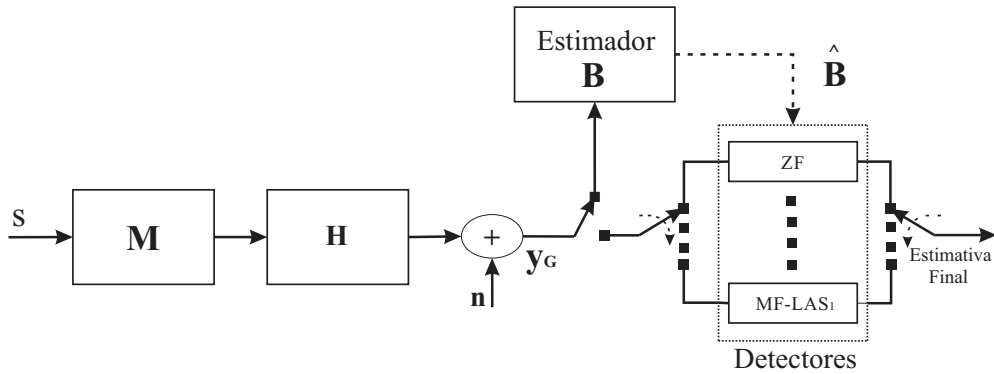 Estimador
B
^
B
S
M
H
+
yG
n
ZF
MF-LAS1
Estimativa
Final
Detectores